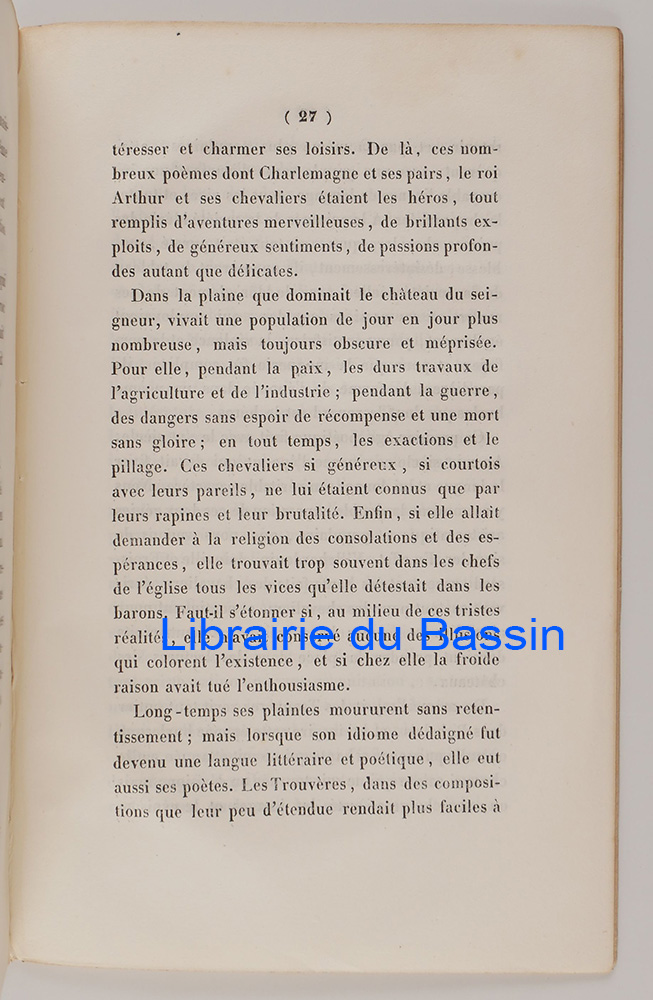 ( 27 )
téresser et charmer ses loisirs. De là, ces nom-
breux poèmes dont Charlemagne et ses pairs, le roi
Arthur et ses chevaliers étaient les héros, tout
remplis d'aventures merveilleuses, de brillants ex-
ploits, de généreux sentiments, de passions profon-
des autant que délicates.
Dans la plaine que dominait le château du sei-
gneur, vivait une population de jour en jour plus
nombreuse, mais toujours obscure et méprisée.
Pour elle, pendant la paix, les durs travaux de
l'agriculture et de l'industrie ; pendant la guerre,
des dangers sans espoir de récompense et une mort
sans gloire ; en tout temps, les exactions et le
pillage. Ces chevaliers si généreux, si courtois
avec leurs pareils, ne lui étaient connus que par
leurs rapines et leur brutalité. Enfin, si elle allait
demander à la religion des consolations et des es-
pérances, elle trouvait trop souvent dans les chefs
de l'église tous les vices qu'elle détestait dans les
barons. Faut-il s'étonner si, au milieu de ces tristes
réalités, elle n'avait conservé aucune des illusions
Librairie du Bassin
qui colorent l'existence, et si chez elle la froide
raison avait tué l'enthousiasme.
Long-temps ses plaintes moururent sans reten-
tissement ; mais lorsque son idiome dédaigné fut
devenu une langue littéraire et poétique, elle eut
aussi ses poètes. Les Trouvères, dans des composi-
tions que leur peu d'étendue rendait plus faciles à